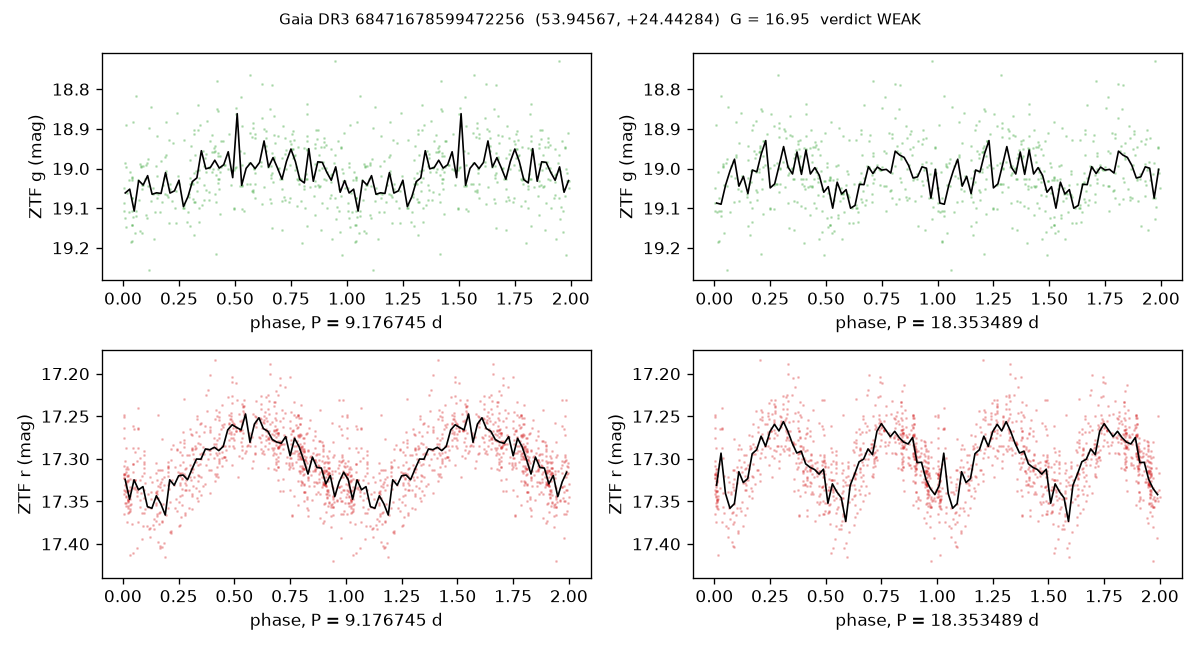 Gaia DR3 68471678599472256 (53.94567, +24.44284) G = 16.95 verdict WEAK
ZTF g (mag)
18.8
18.9
19.0
19.1
19.2
0.00 0.25 0.50 0.75 1.00 1.25 1.50 1.75 2.00
phase, P = 9.176745 d
ZTF g (mag)
18.8
18.9
19.0
19.1
19.2
0.00 0.25 0.50 0.75 1.00 1.25 1.50 1.75 2.00
phase, P = 18.353489 d
ZTF r (mag)
17.20
17.25
17.30
17.35
17.40
0.00 0.25 0.50 0.75 1.00 1.25 1.50 1.75 2.00
phase, P = 9.176745 d
ZTF r (mag)
17.20
17.25
17.30
17.35
17.40
0.00 0.25 0.50 0.75 1.00 1.25 1.50 1.75 2.00
phase, P = 18.353489 d